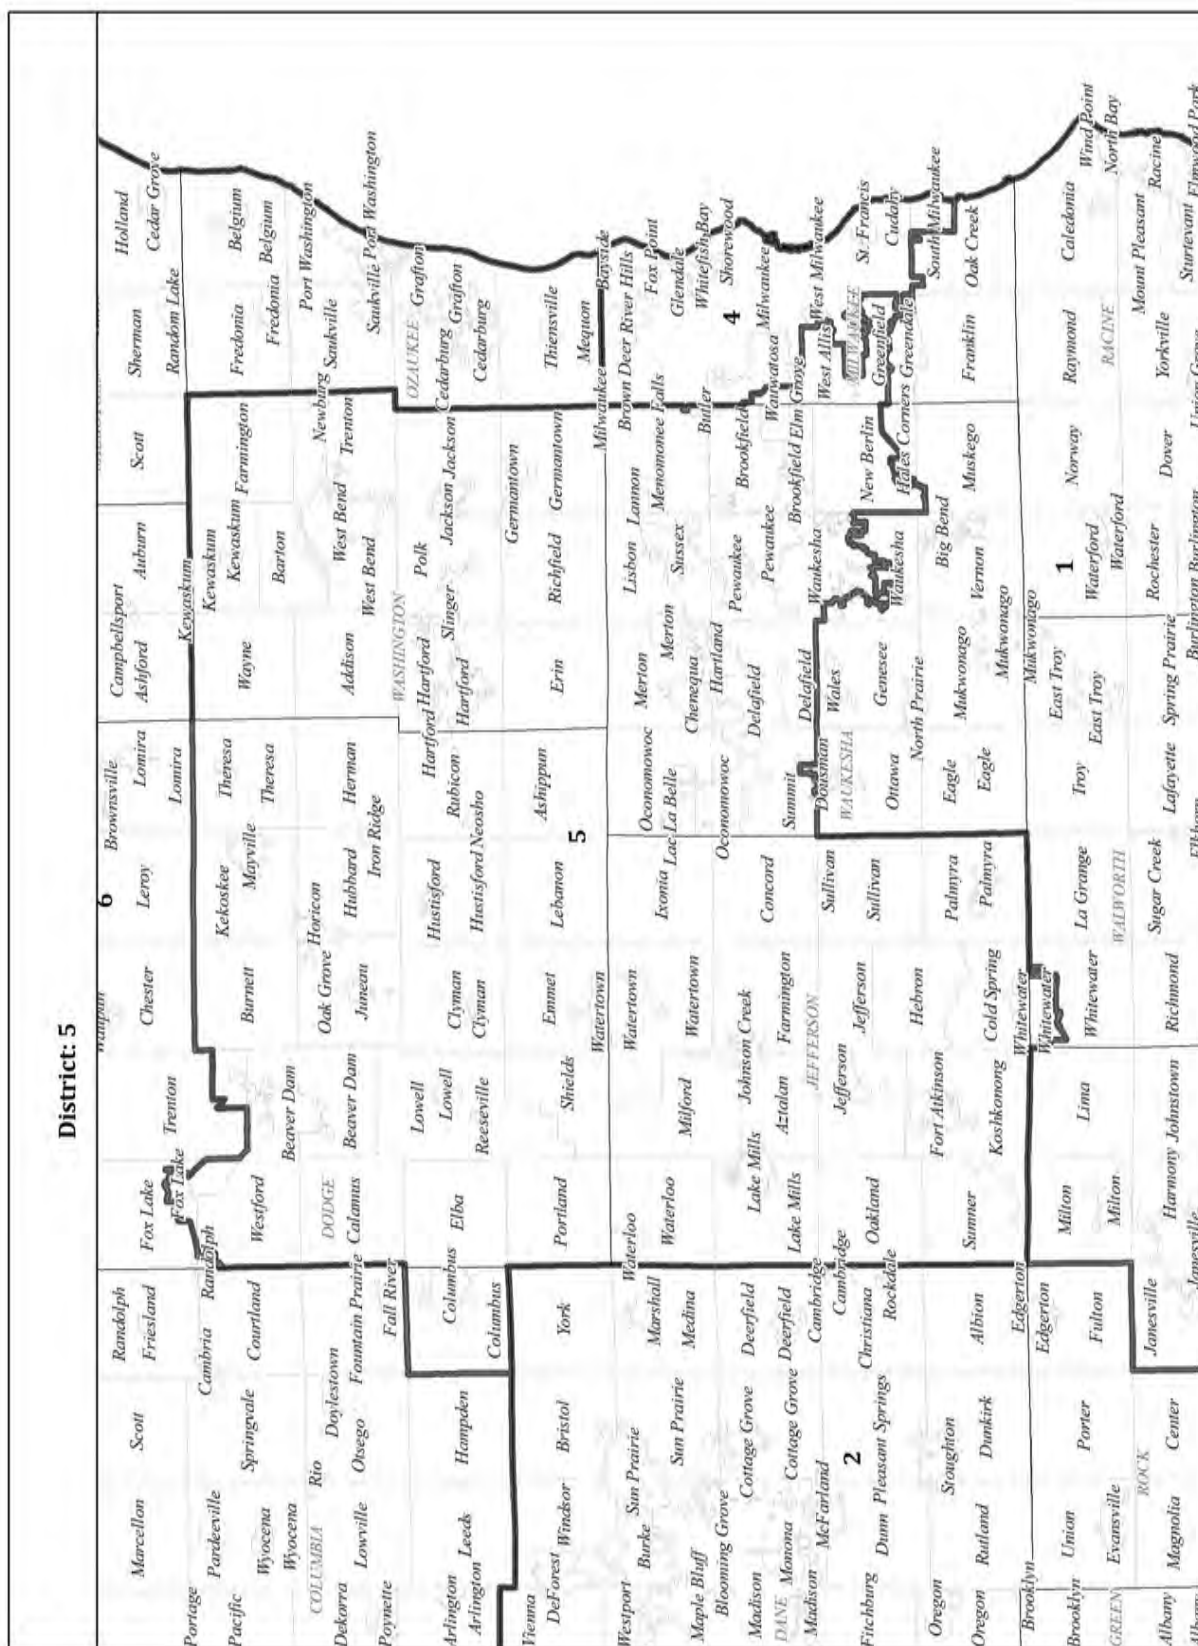 District: 5
Holland
Cedar Grove
Sherman
Random Lake
Scott
Auburn
Campbellsport
Ashford
Kewaskum
Brownsville
Lomira
Lomira
6
Leroy
Chester
Trenton
Fox Lake
Fox Lake
Randolph
Randolph
Friesland
Cambria
Scott
Marcellon
Portage
Belgium
Belgium
Fredonia
Fredonia
Port Washington
Farmington
Kewaskum
Kewaskum
Barton
Wayne
Theresa
Theresa
Kekoskee
Mayville
Burnett
Beaver Dam
Westford
Courtland
Springvale
Pardeeville
Wyocena
Wyocena
Pacific
Port Washington
Saukville
Saukville
Newburg
Trenton
West Bend
West Bend
Addison
Herman
Iron Ridge
Hubbard
Horicon
Oak Grove
Juneau
Beaver Dam
DODGE
Calamus
Fountain Prairie
Fall River
Doylestown
Otsego
Rio
Lowville
COLUMBIA
Dekorra
Poynette
OZAUKEE
Grafton
Grafton
Cedarburg
Cedarburg
Jackson
Jackson
Polk
Slinger
WASHINGTON
Hartford
Hartford
Hartford
Rubicon
Neosho
Hustisford
Hustisford
Clyman
Clyman
Lowell
Lowell
Reeseville
Elba
Columbus
Columbus
Hampden
Leeds
Arlington
Arlington
Thiensville
Mequon
Germantown
Germantown
Richfield
Erin
Ashippun
5
Lebanon
Emmet
Watertown
Shields
Portland
York
Bristol
Windsor
DeForest
Vienna
Bayside
Fox Point
Brown Deer
River Hills
Glendale
Whitefish Bay
Shorewood
4
Milwaukee
Milwaukee
Menomonee Falls
Butler
Lannon
Lisbon
Sussex
Merton
Merton
Chenequa
Hartland
Oconomowoc
Lac La Belle
Oconomowoc
Ixonia
Watertown
Watertown
Milford
Waterloo
Waterloo
Marshall
Medina
Sun Prairie
Sun Prairie
Burke
Westport
Maple Bluff
Blooming Grove
Wauwatosa
Elm Grove
Brookfield
Brookfield
Pewaukee
Pewaukee
Delafield
Delafield
Summit
Concord
Johnson Creek
Farmington
Aztalan
Lake Mills
Lake Mills
Deerfield
Deerfield
Cottage Grove
Cottage Grove
Monona
Madison
Madison
DANE
West Milwaukee
West Allis
MILWAUKEE
St. Francis
Cudahy
Greenfield
Greendale
Hales Corners
New Berlin
Waukesha
Waukesha
Wales
Genesee
WAUKESHA
Dousman
Ottawa
Sullivan
Sullivan
JEFFERSON
Jefferson
Jefferson
Oakland
Cambridge
Cambridge
Rockdale
Christiana
2
McFarland
Pleasant Springs
Dunn
Fitchburg
South Milwaukee
Oak Creek
Franklin
Muskego
Big Bend
Vernon
Mukwonago
Mukwonago
Mukwonago
North Prairie
Eagle
Eagle
Palmyra
Palmyra
Hebron
Cold Spring
Fort Atkinson
Koshkonong
Sumner
Albion
Dunkirk
Stoughton
Rutland
Oregon
Oregon
Wind Point
North Bay
Caledonia
Raymond
RACINE
Norway
1
Waterford
Waterford
East Troy
East Troy
Troy
La Grange
WALWORTH
Whitewater
Whitewater
Whitewater
Lima
Milton
Milton
Edgerton
Edgerton
Fulton
Porter
Union
Evansville
Brooklyn
Brooklyn
GREEN
Racine
Mount Pleasant
Sturtevant
Elmwood Park
Yorkville
Dover
Rochester
Burlington
Burlington
Spring Prairie
Lafayette
Sugar Creek
Richmond
Johnstown
Harmony
Janesville
Janesville
ROCK
Center
Magnolia
Albany